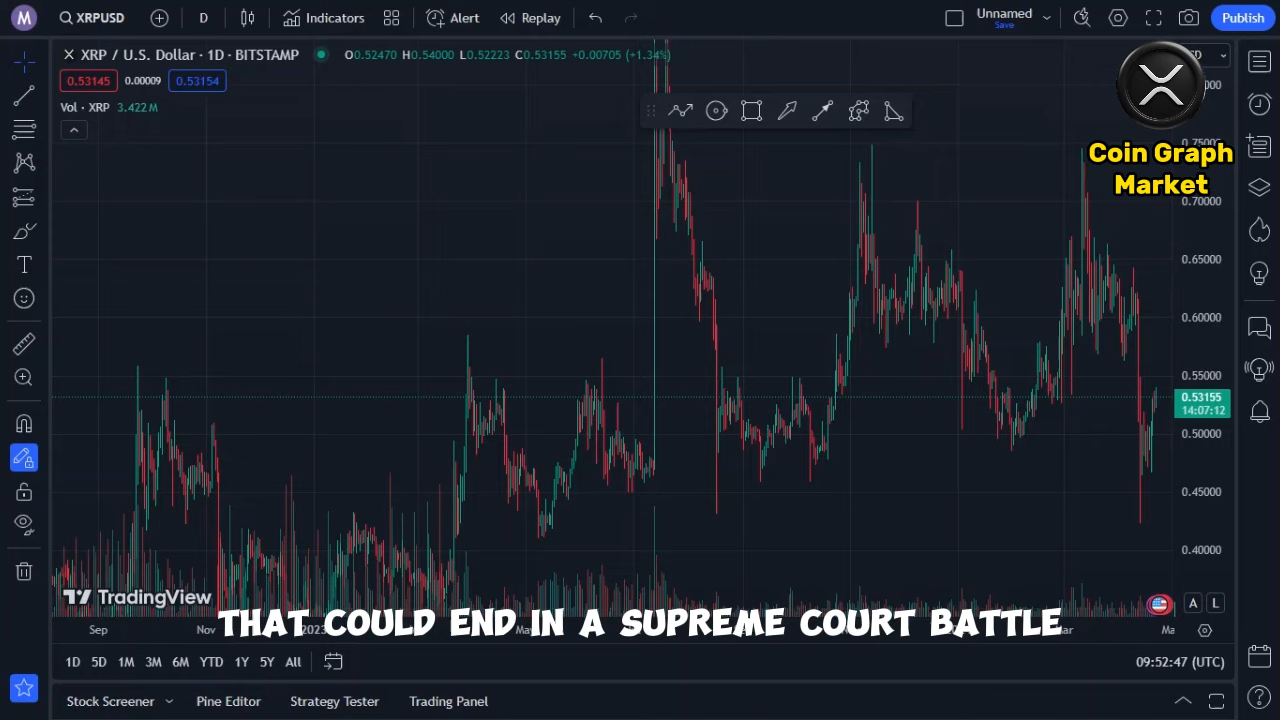 M
XRPUSD
D
Indicators
Alert
Replay
Unnamed
Save
Publish
XRP / U.S. Dollar · 1D · BITSTAMP
O0.52470 H0.54000 L0.52223 C0.53155 +0.00705 (+1.34%)
0.53145
0.00009
0.53154
Vol · XRP 3.422M
Coin Graph
Market
0.70000
0.65000
0.60000
0.55000
0.53155
14:07:12
0.50000
0.45000
0.40000
TradingView
THAT COULD END IN A SUPREME COURT BATTLE
A
L
Sep
Nov
2023
Ma
1D
5D
1M
3M
6M
YTD
1Y
5Y
All
09:52:47 (UTC)
Stock Screener
Pine Editor
Strategy Tester
Trading Panel